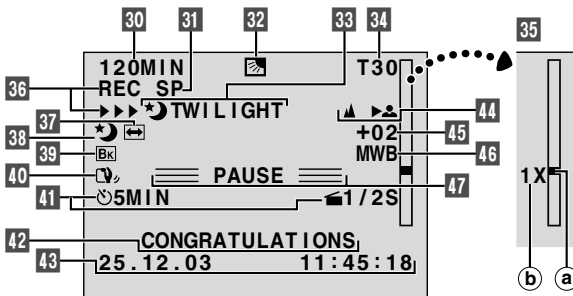 30 31 32 33 34 35
120MIN T30
REC SP
36 TWILIGHT 44
37
38 +02 45
39 BK MWB 46
40 PAUSE 47
1X
41 5MIN 1/2S
42 CONGRATULATIONS
43 25.12.03 11:45:18
b a